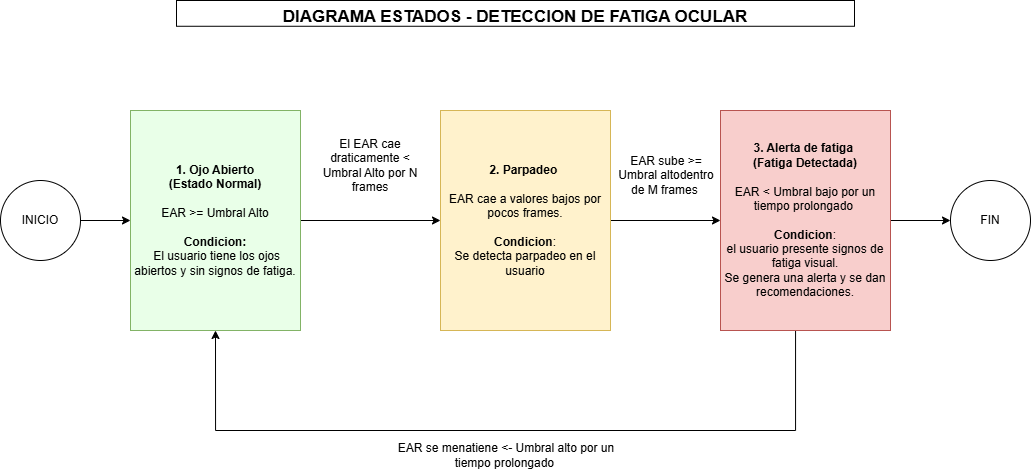 DIAGRAMA ESTADOS - DETECCION DE FATIGA OCULAR
INICIO
1. Ojo Abierto
(Estado Normal)
EAR >= Umbral Alto
Condicion:
El usuario tiene los ojos
abiertos y sin signos de fatiga.
El EAR cae
draticamente <
Umbral Alto por N
frames
2. Parpadeo
EAR cae a valores bajos por
pocos frames.
Condicion:
Se detecta parpadeo en el
usuario
EAR sube >=
Umbral altodentro
de M frames
3. Alerta de fatiga
(Fatiga Detectada)
EAR < Umbral bajo por un
tiempo prolongado
Condicion:
el usuario presente signos de
fatiga visual.
Se genera una alerta y se dan
recomendaciones.
FIN
EAR se menatiene <- Umbral alto por un
tiempo prolongado